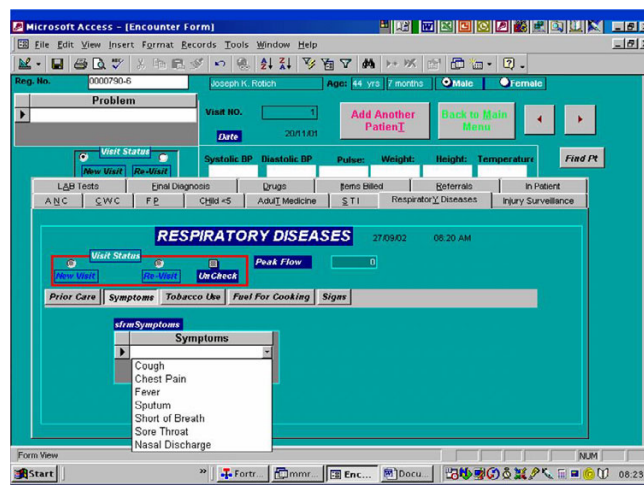 Microsoft Access - [Encounter Form]
File Edit View Insert Format Records Tools Window Help
Reg. No. 0000790-6 Joseph K. Rotich Age: 44 yrs 7 months Male Female
Problem
Visit NO. 1 Add Another PatienT Back to Main Menu
Date 20/11/01
Visit Status
New Visit Re-Visit
Systolic BP Diastolic BP Pulse: Weight: Height: Temperature Find Pt
LAB Tests Final Diagnosis Drugs Items Billed Referrals In Patient
ANC CWC FP CHild <5 AdulT Medicine STI RespiratorY Diseases Injury Surveillance
RESPIRATORY DISEASES 27/09/02 08:20 AM
Visit Status
New Visit Re-Visit UnCheck
Peak Flow 0
Prior Care Symptoms Tobacco Use Fuel For Cooking Signs
sfrmSymptoms
Symptoms
Cough
Chest Pain
Fever
Sputum
Short of Breath
Sore Throat
Nasal Discharge
Form View NUM
Start » Fortr... mmr... Enc... Docu... 08:23